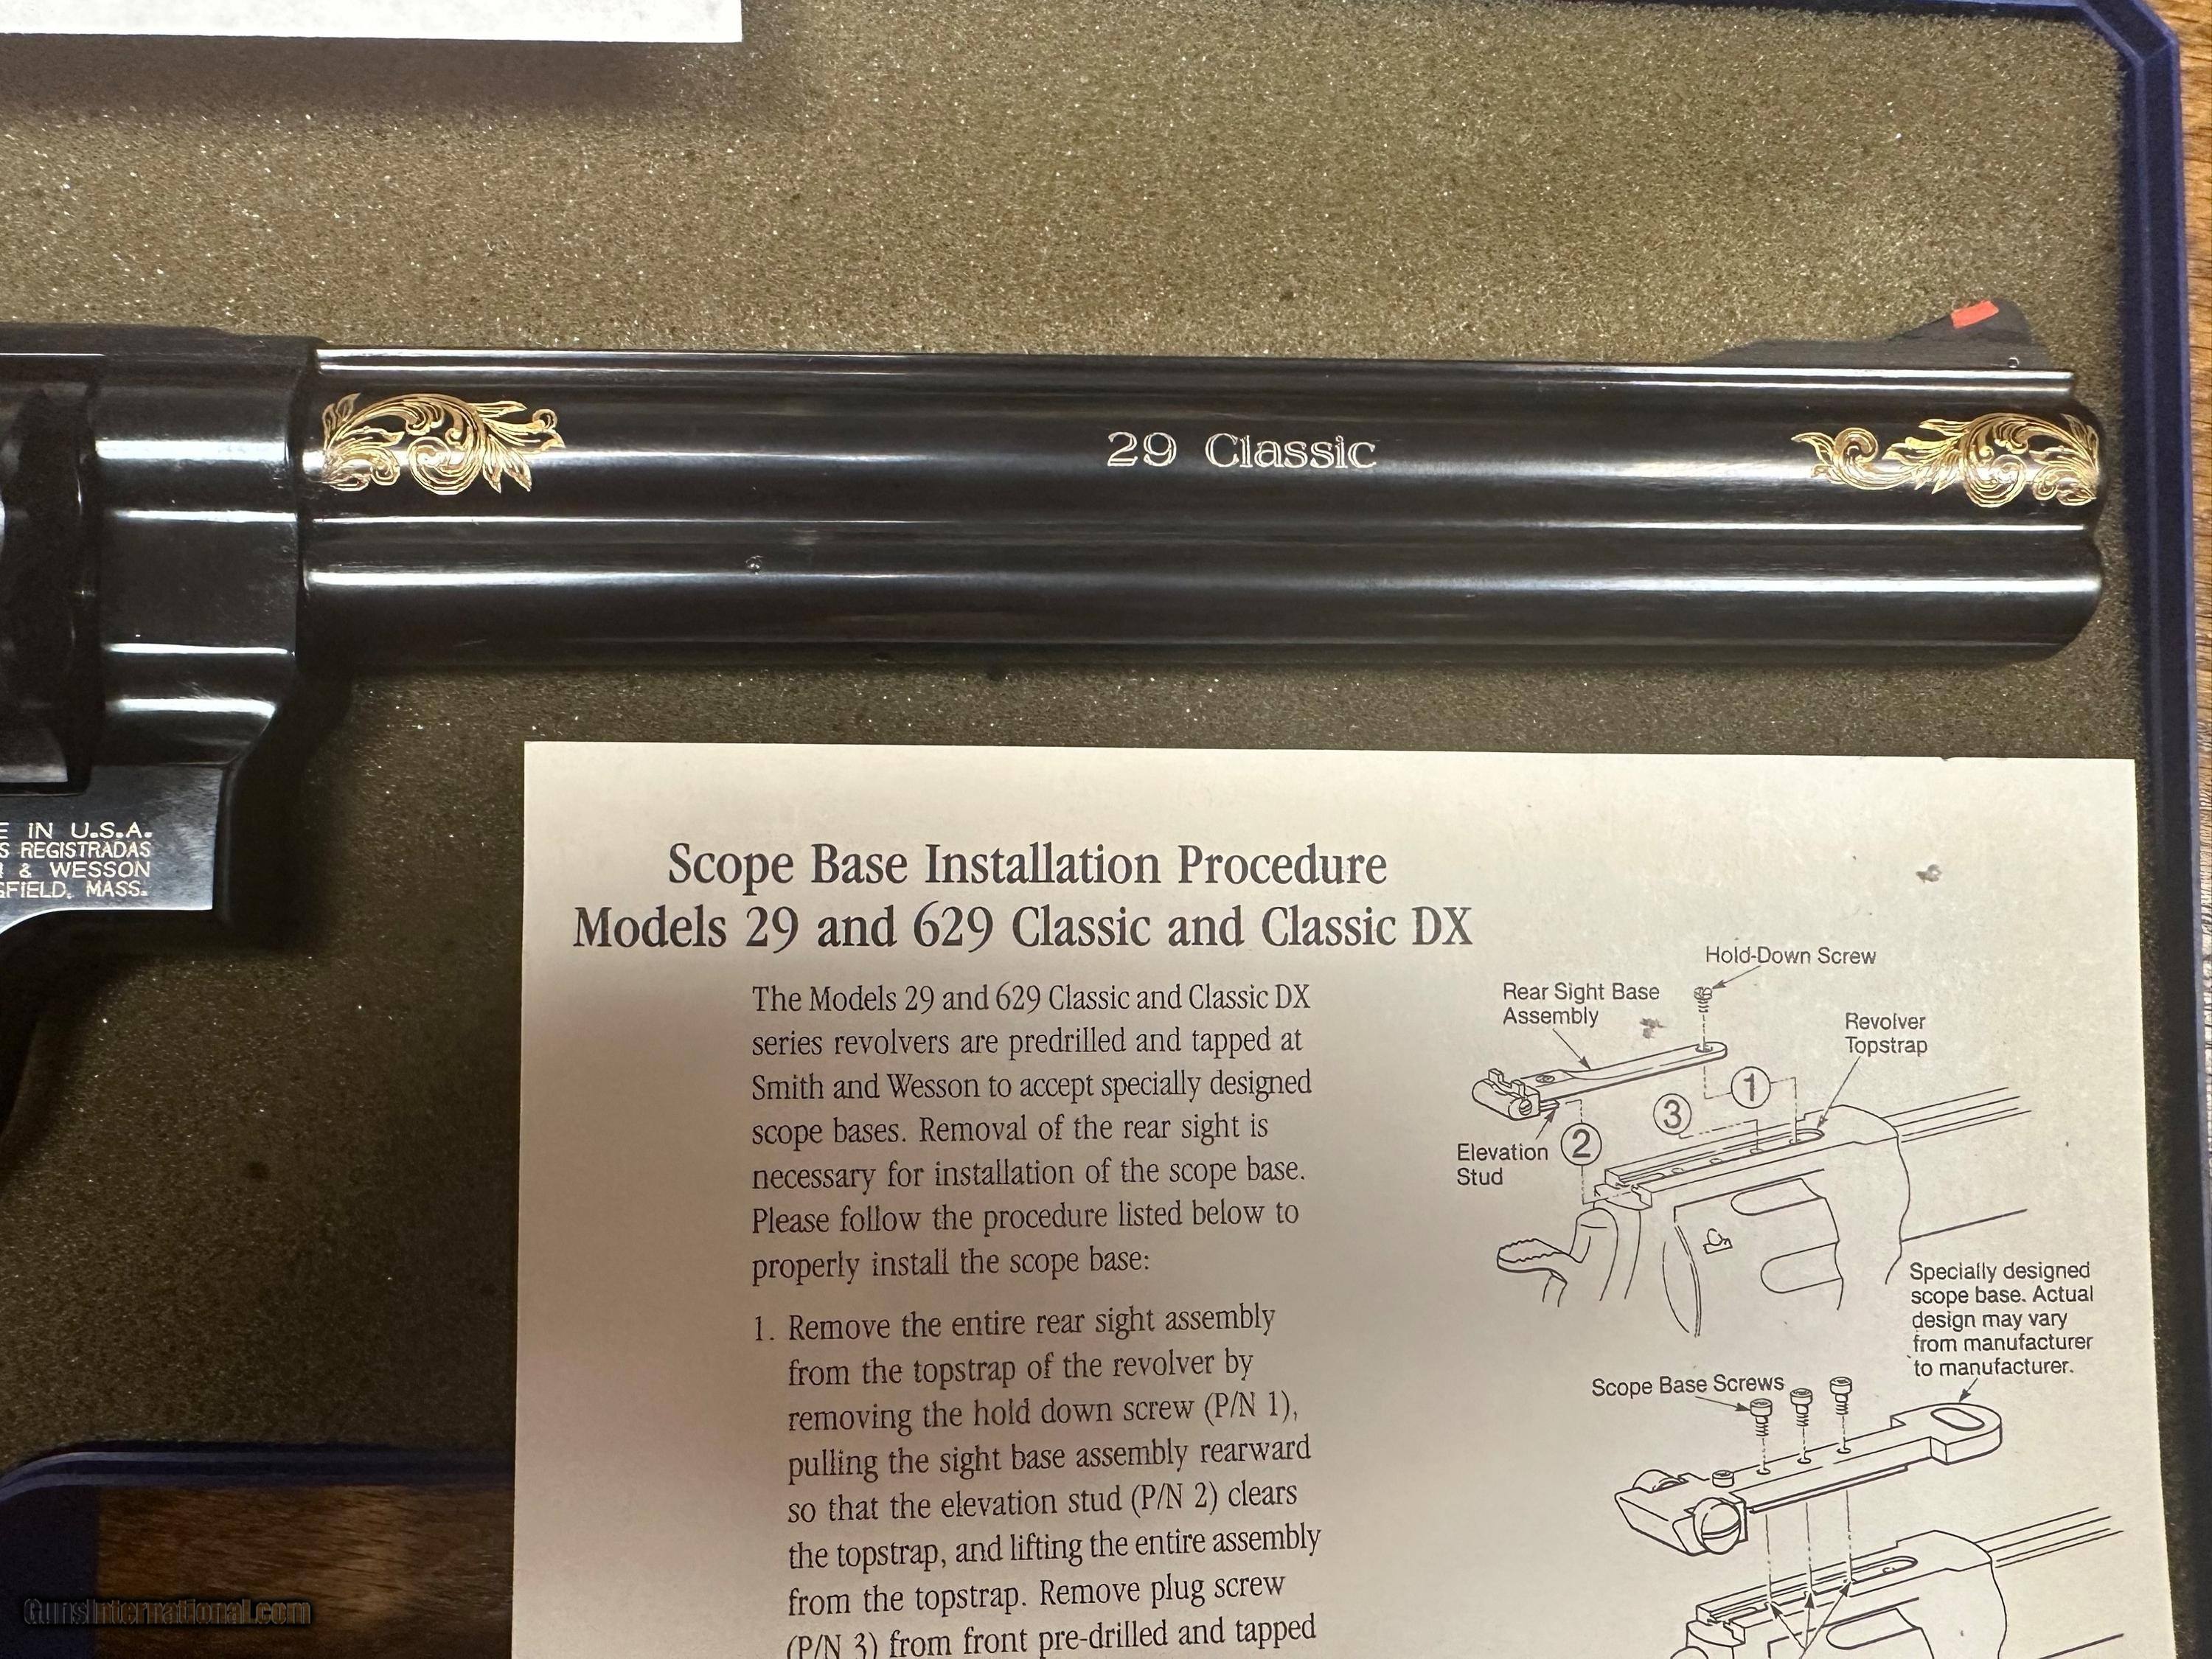 29 Classic
IN U.S.A.
REGISTRADAS
& WESSON
MASS.
Scope Base Installation Procedure
Models 29 and 629 Classic and Classic DX
The Models 29 and 629 Classic and Classic DX
series revolvers are predrilled and tapped at
Smith and Wesson to accept specially designed
scope bases. Removal of the rear sight is
necessary for installation of the scope base.
Please follow the procedure listed below to
properly install the scope base:
1. Remove the entire rear sight assembly
from the topstrap of the revolver by
removing the hold down screw (P/N 1),
pulling the sight base assembly rearward
so that the elevation stud (P/N 2) clears
the topstrap, and lifting the entire assembly
from the topstrap. Remove plug screw
(P/N 3) from front pre-drilled and tapped
Hold-Down Screw
Rear Sight Base
Assembly
Revolver
Topstrap
1
3
2
Elevation
Stud
Specially designed
scope base. Actual
design may vary
from manufacturer
to manufacturer.
Scope Base Screws
GunsInternational.com